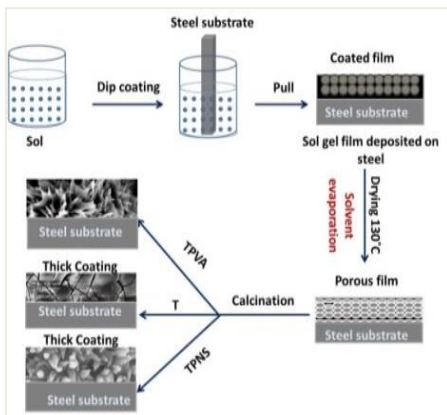 Steel substrate
Dip coating
Pull
Sol
Coated film
Steel substrate
Sol gel film deposited on
steel
Drying 130°C
Solvent
evaporation
Porous film
Steel substrate
Calcination
TPVA
T
TPNS
Steel substrate
Thick Coating
Steel substrate
Thick Coating
Steel substrate